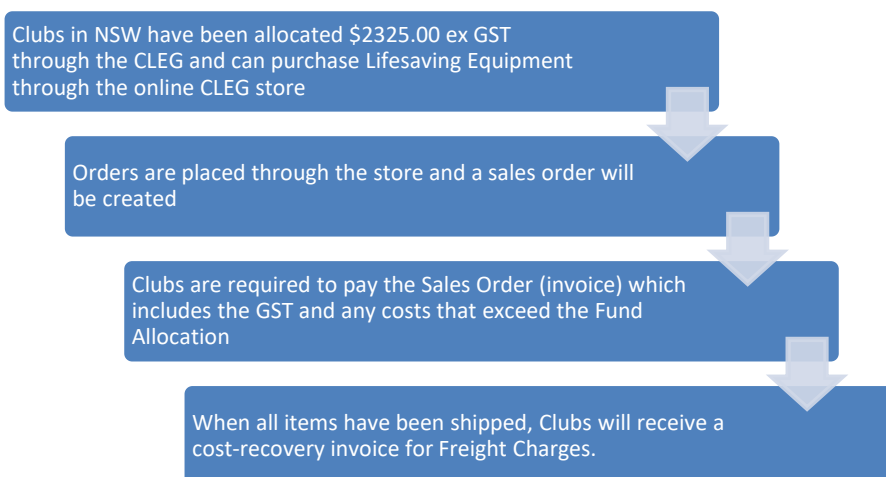 Clubs in NSW have been allocated $2325.00 ex GST
through the CLEG and can purchase Lifesaving Equipment
through the online CLEG store
Orders are placed through the store and a sales order will
be created
Clubs are required to pay the Sales Order (invoice) which
includes the GST and any costs that exceed the Fund
Allocation
When all items have been shipped, Clubs will receive a
cost-recovery invoice for Freight Charges.